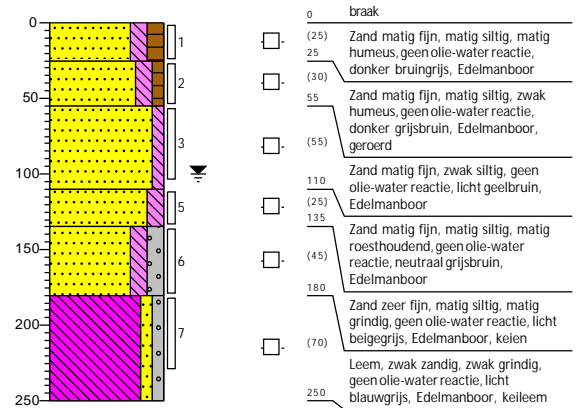 0
50
100
150
200
250
1
2
3
5
6
7
0
braak
(25)
25
Zand matig fijn, matig siltig, matig
humeus, geen olie-water reactie,
donker bruingrijs, Edelmanboor
(30)
55
Zand matig fijn, matig siltig, zwak
humeus, geen olie-water reactie,
donker grijsbruin, Edelmanboor,
geroerd
(55)
110
Zand matig fijn, zwak siltig, geen
olie-water reactie, licht geelbruin,
Edelmanboor
(25)
135
Zand matig fijn, matig siltig, matig
roesthoudend, geen olie-water
reactie, neutraal grijsbruin,
Edelmanboor
(45)
180
Zand zeer fijn, matig siltig, matig
grindig, geen olie-water reactie, licht
beigegrijs, Edelmanboor, keien
(70)
250
Leem, zwak zandig, zwak grindig,
geen olie-water reactie, licht
blauwgrijs, Edelmanboor, keileem